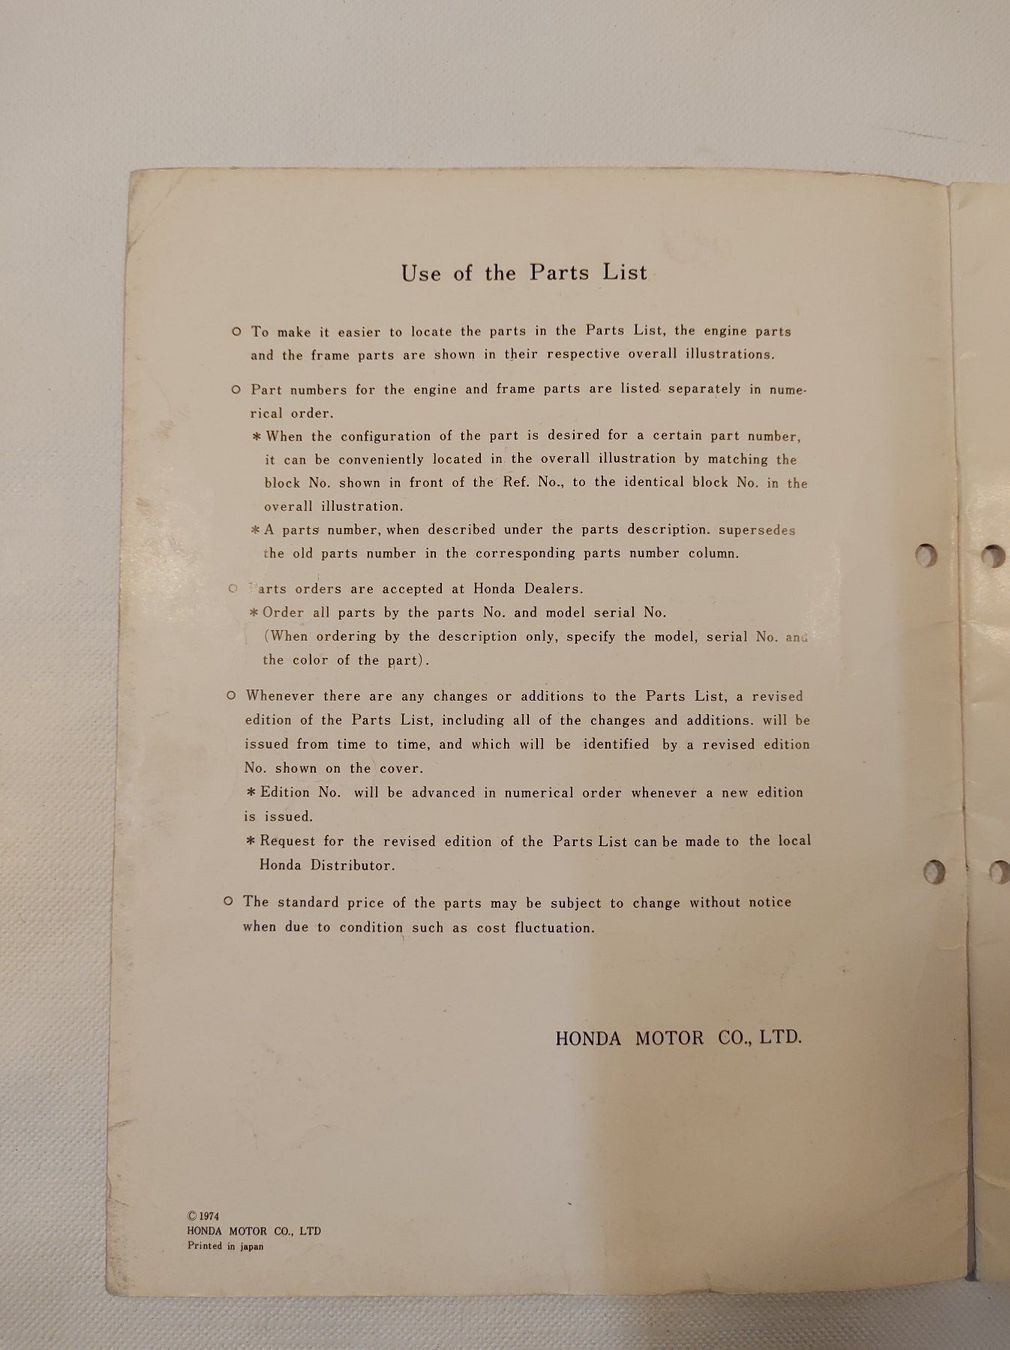 Use of the Parts List
○ To make it easier to locate the parts in the Parts List, the engine parts
and the frame parts are shown in their respective overall illustrations.
○ Part numbers for the engine and frame parts are listed separately in nume-
rical order.
* When the configuration of the part is desired for a certain part number,
it can be conveniently located in the overall illustration by matching the
block No. shown in front of the Ref. No., to the identical block No. in the
overall illustration.
* A parts number, when described under the parts description. supersedes
the old parts number in the corresponding parts number column.
○ Parts orders are accepted at Honda Dealers.
* Order all parts by the parts No. and model serial No.
(When ordering by the description only, specify the model, serial No. and
the color of the part).
○ Whenever there are any changes or additions to the Parts List, a revised
edition of the Parts List, including all of the changes and additions. will be
issued from time to time, and which will be identified by a revised edition
No. shown on the cover.
* Edition No. will be advanced in numerical order whenever a new edition
is issued.
* Request for the revised edition of the Parts List can be made to the local
Honda Distributor.
○ The standard price of the parts may be subject to change without notice
when due to condition such as cost fluctuation.
HONDA MOTOR CO., LTD.
© 1974
HONDA MOTOR CO., LTD
Printed in japan